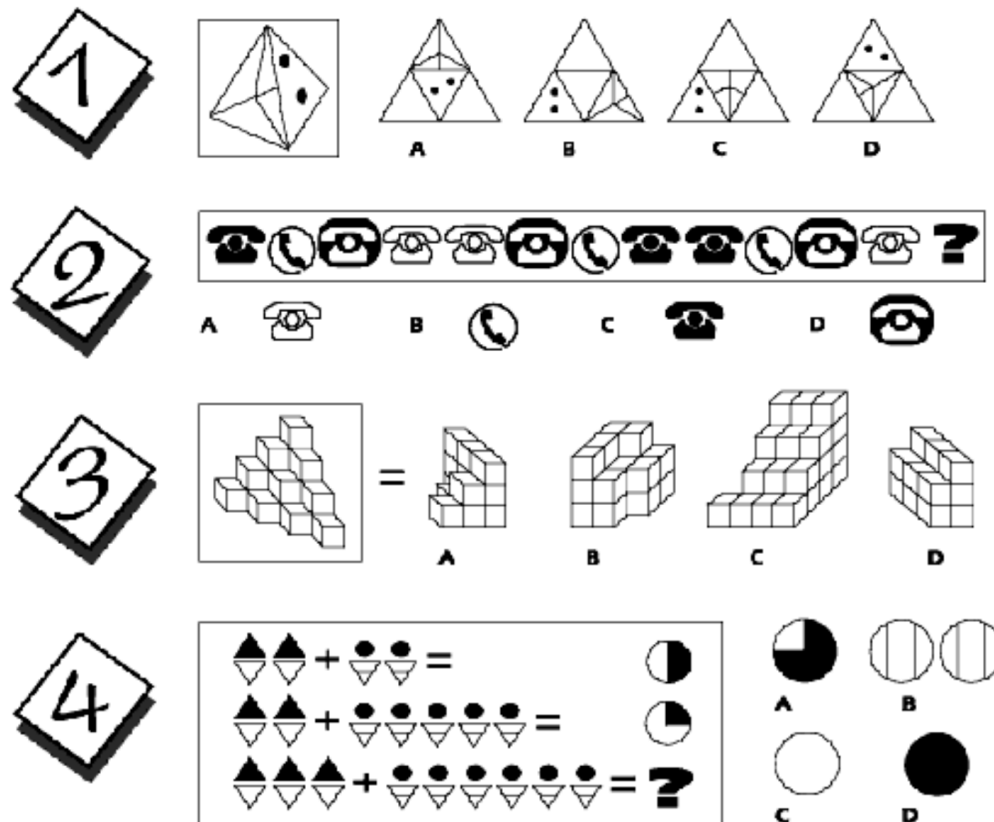 1
A B C D
2
?
A B C D
3
=
A B C D
4
+ =
+ =
+ = ?
A B
C D